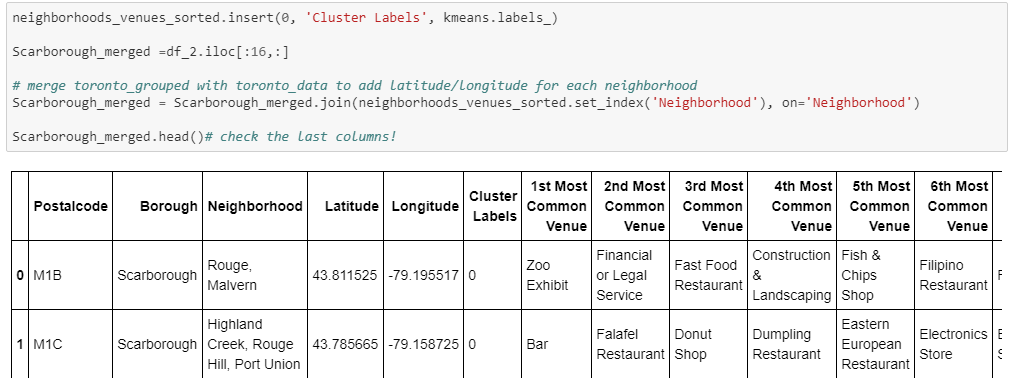 neighborhoods_venues_sorted.insert(0, 'Cluster Labels', kmeans.labels_)
Scarborough_merged =df_2.iloc[:16,:]
# merge toronto_grouped with toronto_data to add latitude/longitude for each neighborhood
Scarborough_merged = Scarborough_merged.join(neighborhoods_venues_sorted.set_index('Neighborhood'), on='Neighborhood')
Scarborough_merged.head()# check the last columns!
Postalcode Borough Neighborhood Latitude Longitude Cluster Labels 1st Most Common Venue 2nd Most Common Venue 3rd Most Common Venue 4th Most Common Venue 5th Most Common Venue 6th Most Common Venue
0 M1B Scarborough Rouge, Malvern 43.811525 -79.195517 0 Zoo Exhibit Financial or Legal Service Fast Food Restaurant Construction & Landscaping Fish & Chips Shop Filipino Restaurant
1 M1C Scarborough Highland Creek, Rouge Hill, Port Union 43.785665 -79.158725 0 Bar Falafel Restaurant Donut Shop Dumpling Restaurant Eastern European Restaurant Electronics Store